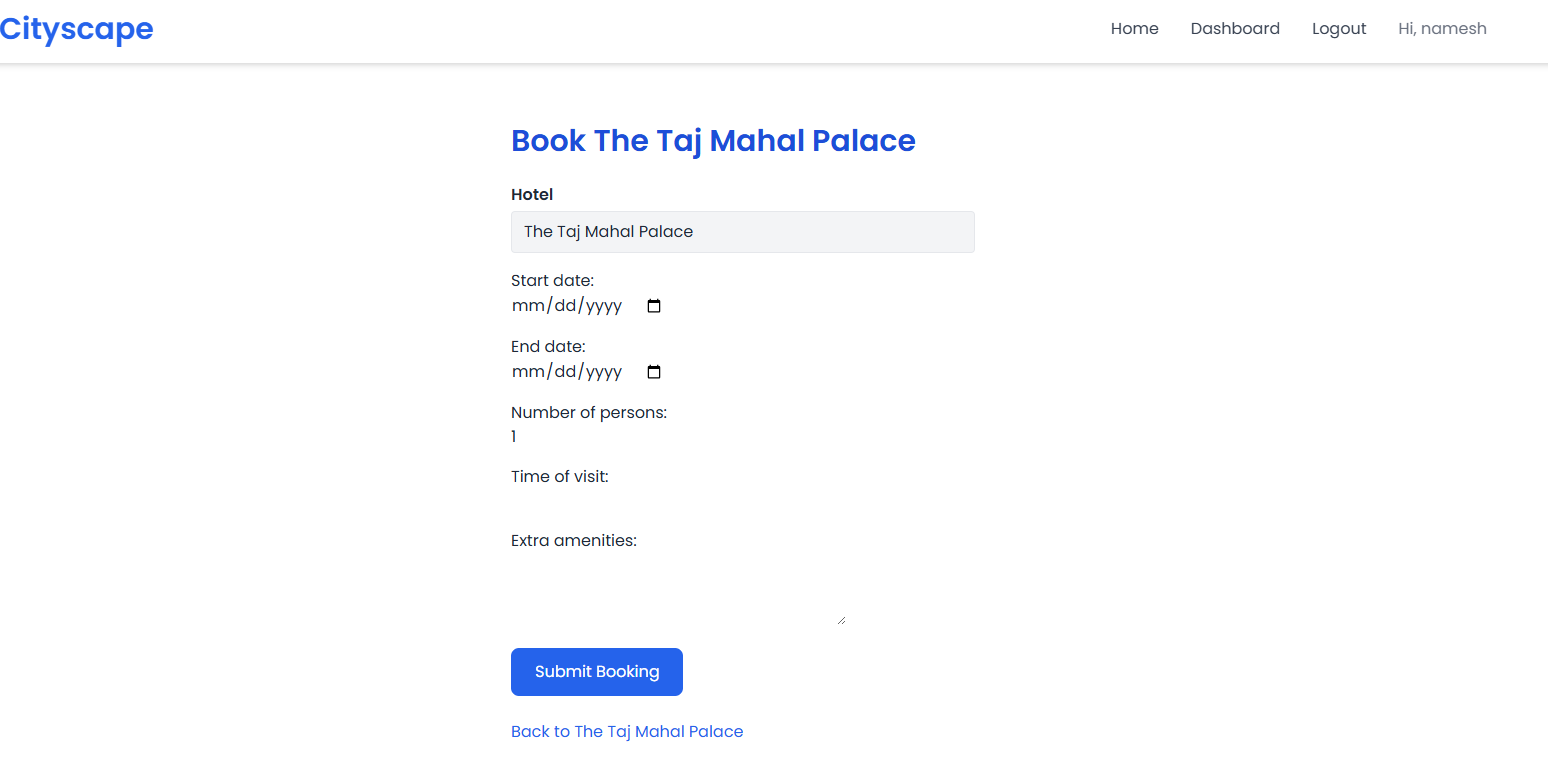 Cityscape
Home Dashboard Logout Hi, namesh
Book The Taj Mahal Palace
Hotel
The Taj Mahal Palace
Start date:
mm/dd/yyyy
End date:
mm/dd/yyyy
Number of persons:
1
Time of visit:
Extra amenities:
Submit Booking
Back to The Taj Mahal Palace